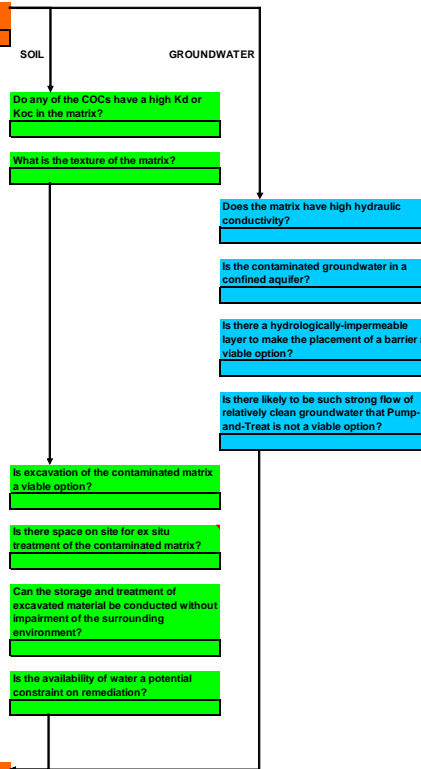 SOIL
GROUNDWATER
Do any of the COCs have a high Kd or
Koc in the matrix?
What is the texture of the matrix?
Does the matrix have high hydraulic
conductivity?
Is the contaminated groundwater in a
confined aquifer?
Is there a hydrologically-impermeable
layer to make the placement of a barrier a
viable option?
Is there likely to be such strong flow of
relatively clean groundwater that Pump-
and-Treat is not a viable option?
Is excavation of the contaminated matrix
a viable option?
Is there space on site for ex situ
treatment of the contaminated matrix?
Can the storage and treatment of
excavated material be conducted without
impairment of the surrounding
environment?
Is the availability of water a potential
constraint on remediation?